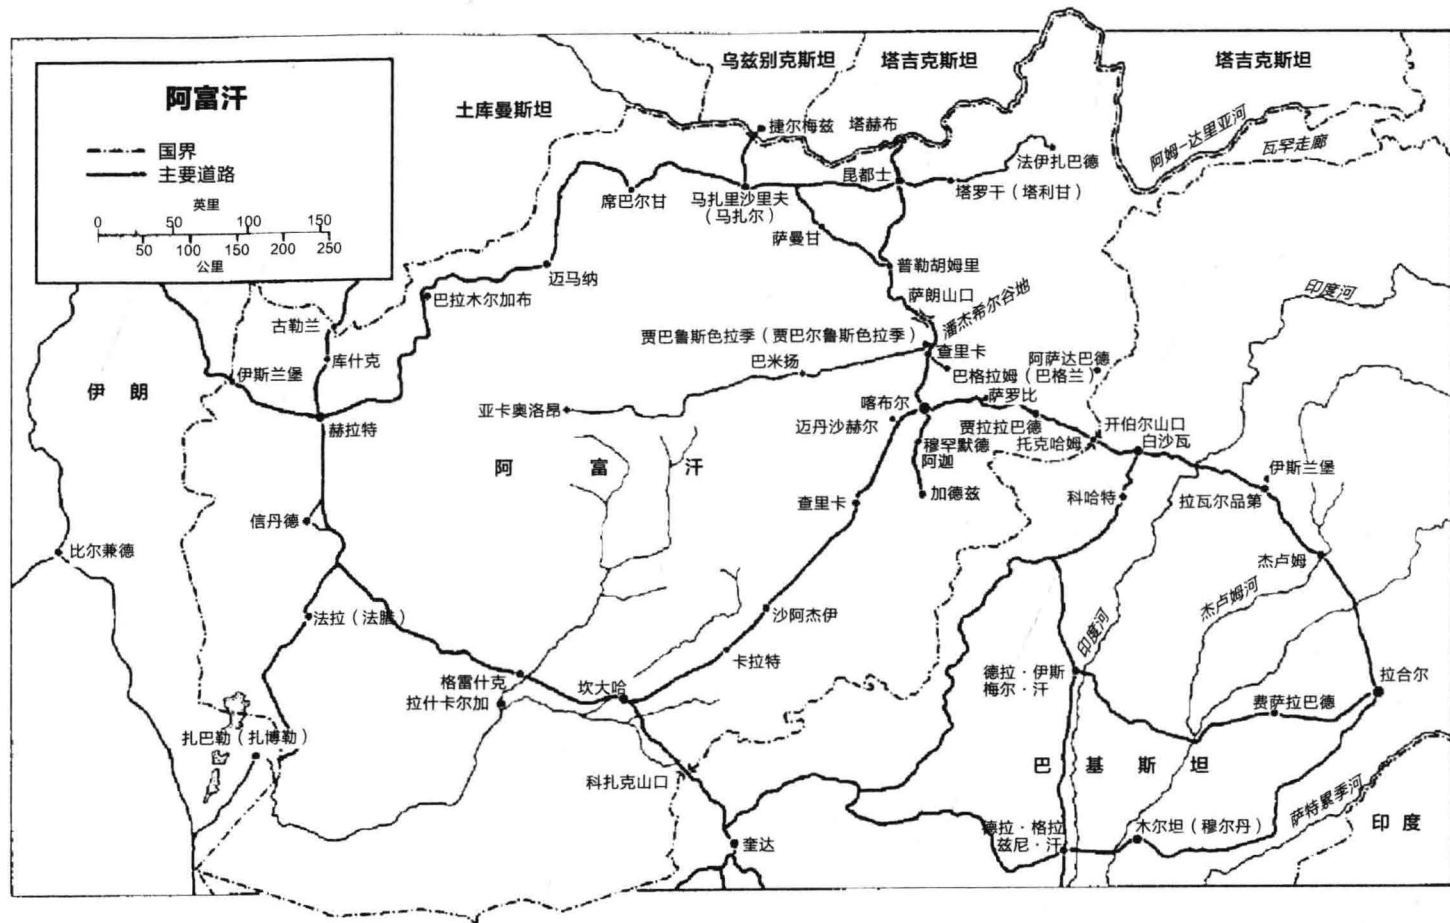 乌兹别克斯坦
塔吉克斯坦
塔吉克斯坦
阿富汗
国界
主要道路
英里
0 50 100 150
50 100 150 200 250
公里
土库曼斯坦
捷尔梅兹
塔赫布
阿姆-达里亚河
瓦罕走廊
法伊扎巴德
昆都士
塔罗干（塔利甘）
席巴尔甘
马扎里沙里夫
（马扎尔）
萨曼甘
迈马纳
普勒胡姆里
巴拉木尔加布
萨朗山口
潘杰希尔谷地
印度河
古勒兰
贾巴鲁斯色拉季（贾巴尔鲁斯色拉季）
库什克
查里卡
阿萨达巴德
伊斯兰堡
巴米扬
巴格拉姆（巴格兰）
伊朗
亚卡奥洛昂
喀布尔
萨罗比
赫拉特
迈丹沙赫尔
贾拉拉巴德
开伯尔山口
托克哈姆
白沙瓦
穆罕默德
阿迦
阿富汗
伊斯兰堡
查里卡
加德兹
科哈特
拉瓦尔品第
信丹德
比尔兼德
杰卢姆
杰卢姆河
印度河
法拉（法腊）
沙阿杰伊
卡拉特
格雷什克
坎大哈
德拉·伊斯
梅尔·汗
拉合尔
拉什卡尔加
费萨拉巴德
扎巴勒（扎博勒）
科扎克山口
巴基斯坦
萨特累季河
印度
德拉·格拉
兹尼·汗
木尔坦（穆尔丹）
奎达